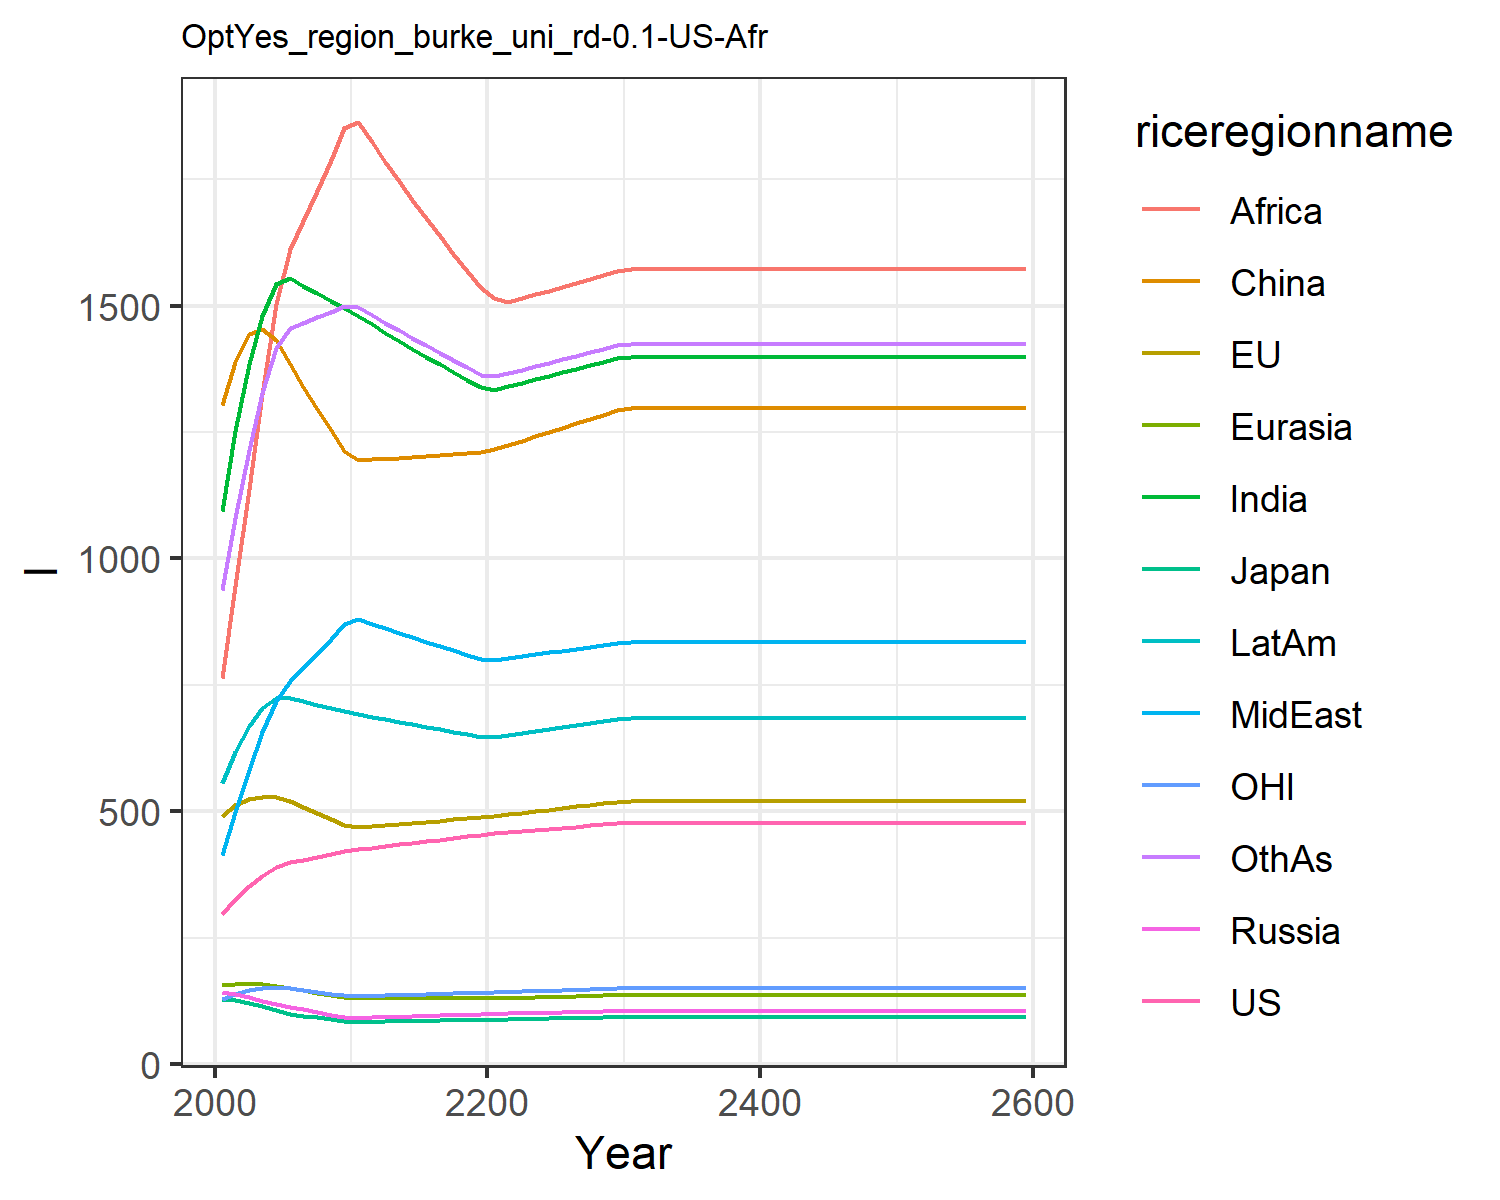 OptYes_region_burke_uni_rd-0.1-US-Afr
1500
1000
500
0
l
2000 2200 2400 2600
Year
riceregionname
Africa
China
EU
Eurasia
India
Japan
LatAm
MidEast
OHI
OthAs
Russia
US